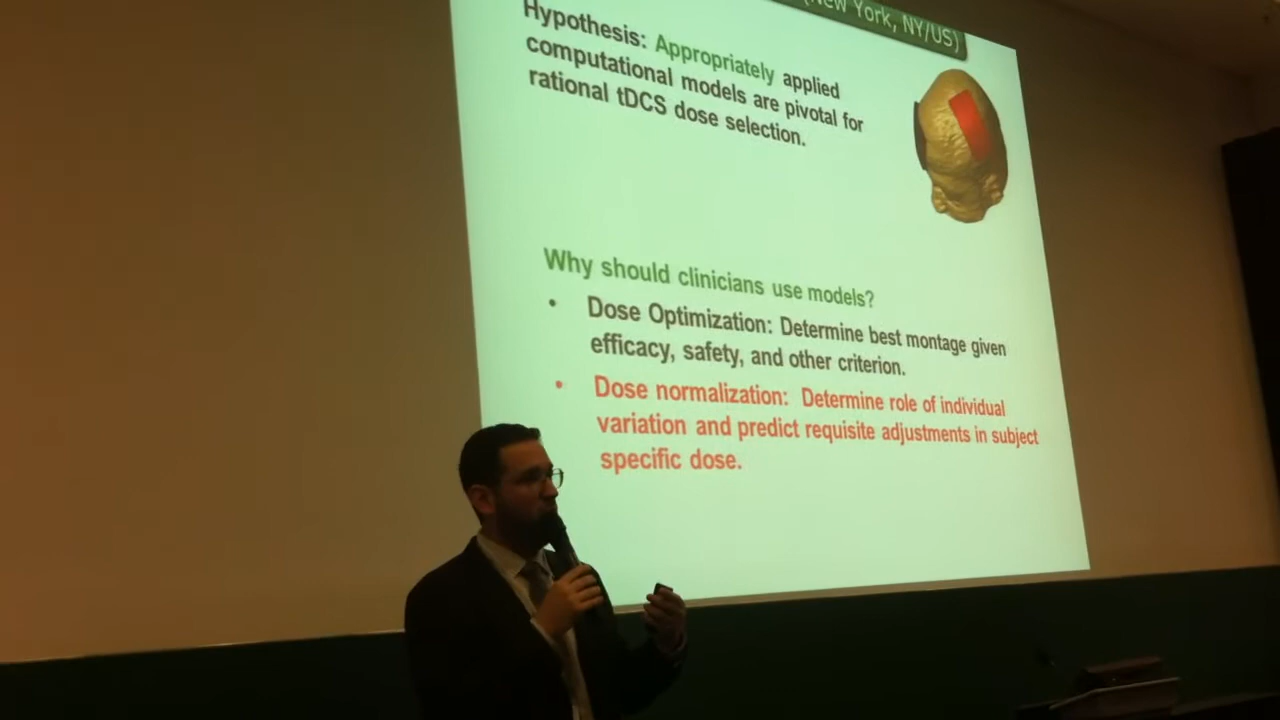 (New York, NY/US)
Hypothesis: Appropriately applied
computational models are pivotal for
rational tDCS dose selection.
Why should clinicians use models?
• Dose Optimization: Determine best montage given
efficacy, safety, and other criterion.
• Dose normalization: Determine role of individual
variation and predict requisite adjustments in subject
specific dose.